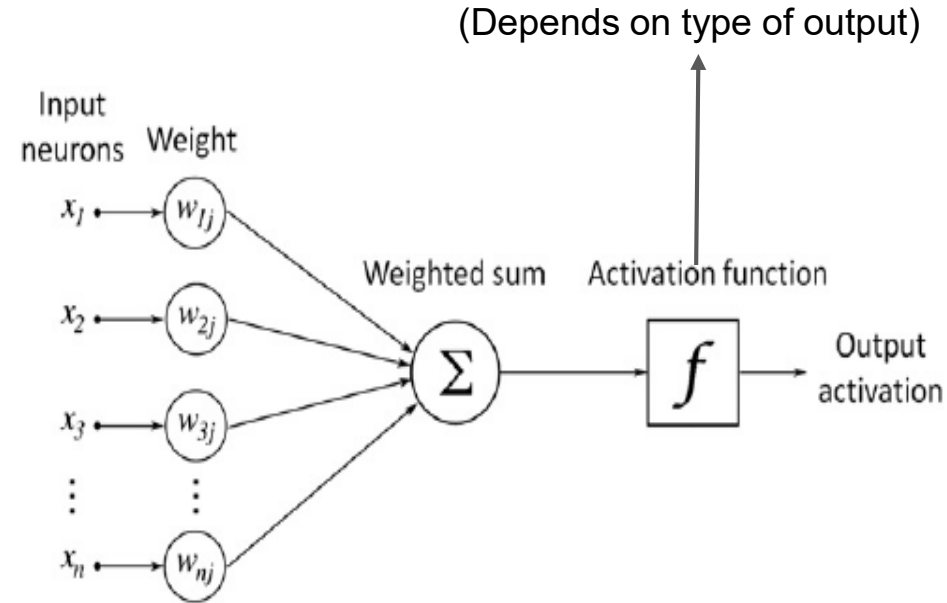 (Depends on type of output)
Input
neurons
Weight
x₁
w₁ⱼ
Weighted sum
Activation function
x₂
w₂ⱼ
Σ
f
Output
activation
x₃
w₃ⱼ
⋮ ⋮
xₙ
wₙⱼ